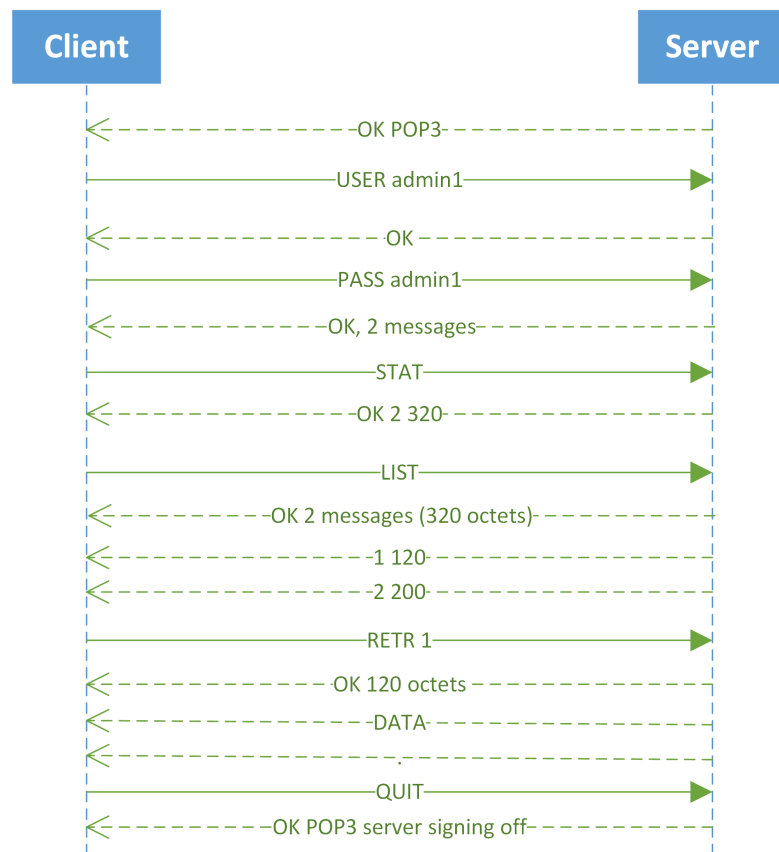 Client
Server
OK POP3
USER admin1
OK
PASS admin1
OK, 2 messages
STAT
OK 2 320
LIST
OK 2 messages (320 octets)
1 120
2 200
RETR 1
OK 120 octets
DATA
.
QUIT
OK POP3 server signing off